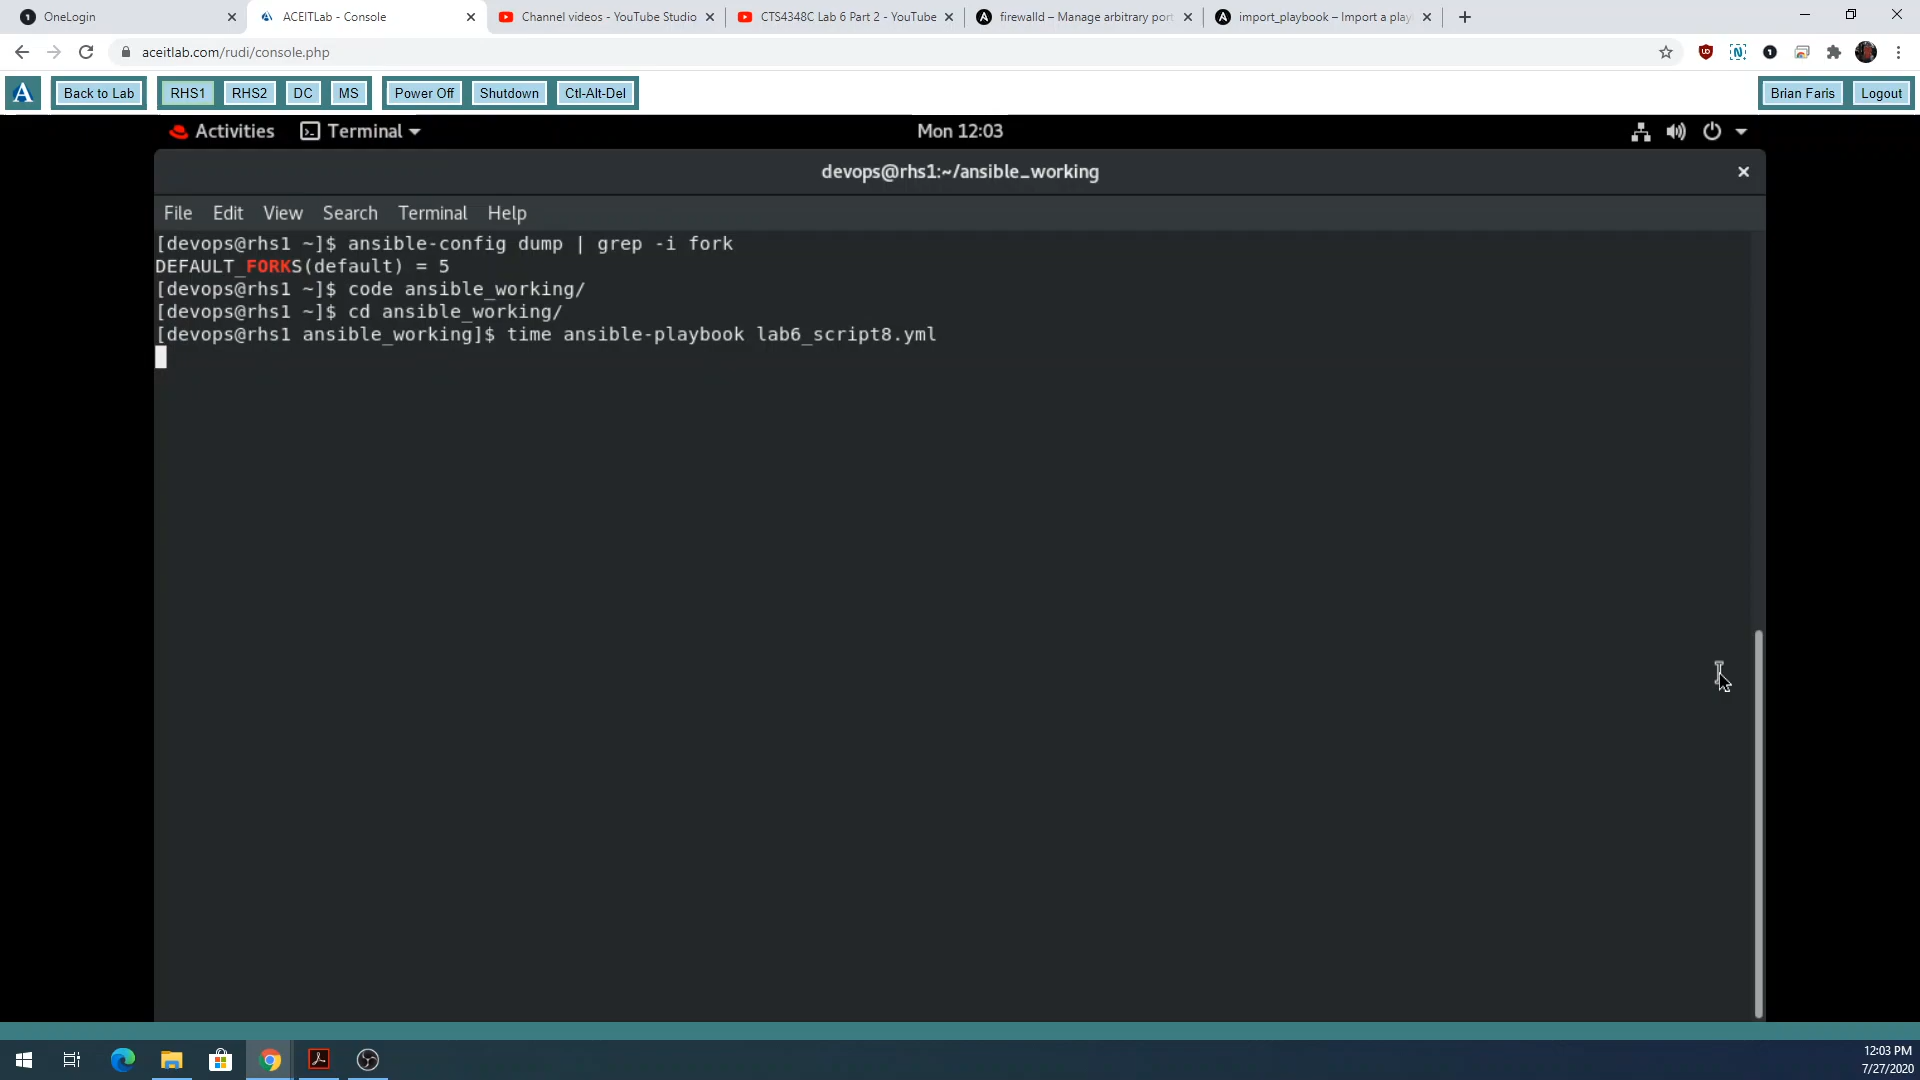 OneLogin
ACEITLab - Console
Channel videos - YouTube Studio
CTS4348C Lab 6 Part 2 - YouTube
firewalld – Manage arbitrary port
import_playbook – Import a play
aceitlab.com/rudi/console.php
Back to Lab
RHS1
RHS2
DC
MS
Power Off
Shutdown
Ctl-Alt-Del
Brian Faris
Logout
Activities
Terminal
Mon 12:03
devops@rhs1:~/ansible_working
File Edit View Search Terminal Help
[devops@rhs1 ~]$ ansible-config dump | grep -i fork
DEFAULT_FORKS(default) = 5
[devops@rhs1 ~]$ code ansible_working/
[devops@rhs1 ~]$ cd ansible_working/
[devops@rhs1 ansible_working]$ time ansible-playbook lab6_script8.yml
12:03 PM
7/27/2020